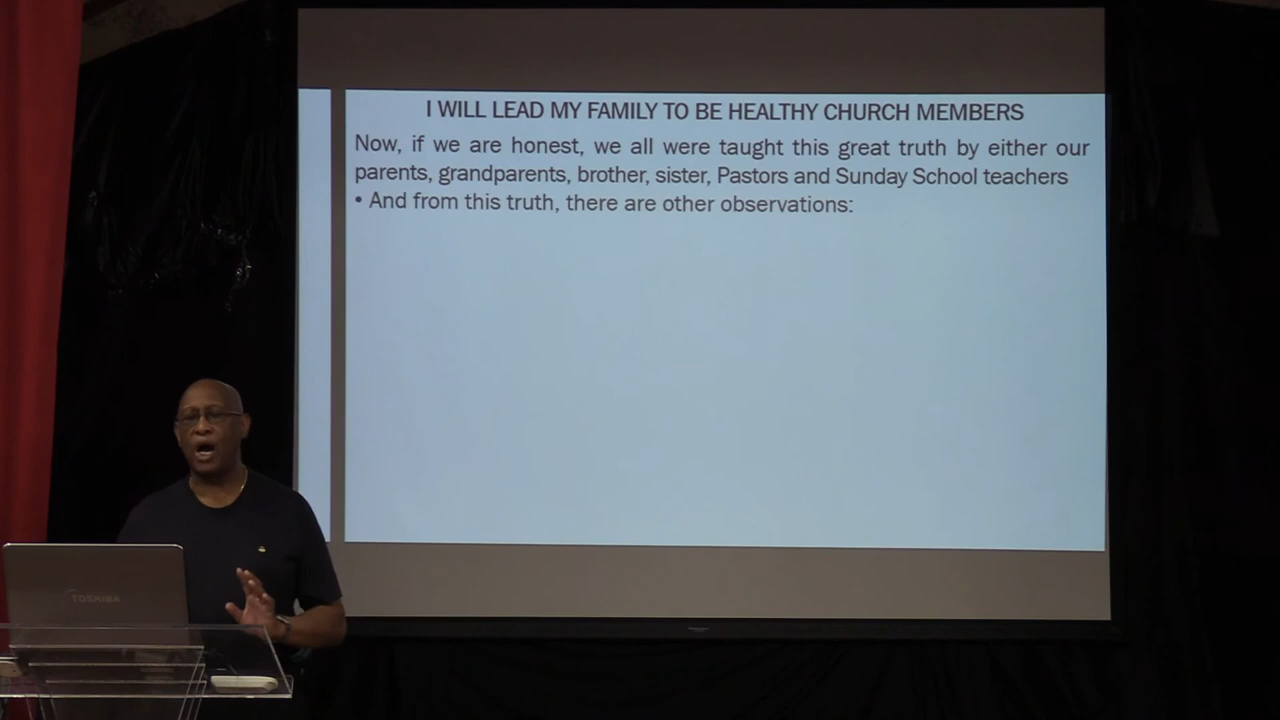 I WILL LEAD MY FAMILY TO BE HEALTHY CHURCH MEMBERS
Now, if we are honest, we all were taught this great truth by either our
parents, grandparents, brother, sister, Pastors and Sunday School teachers
• And from this truth, there are other observations:
TOSHIBA